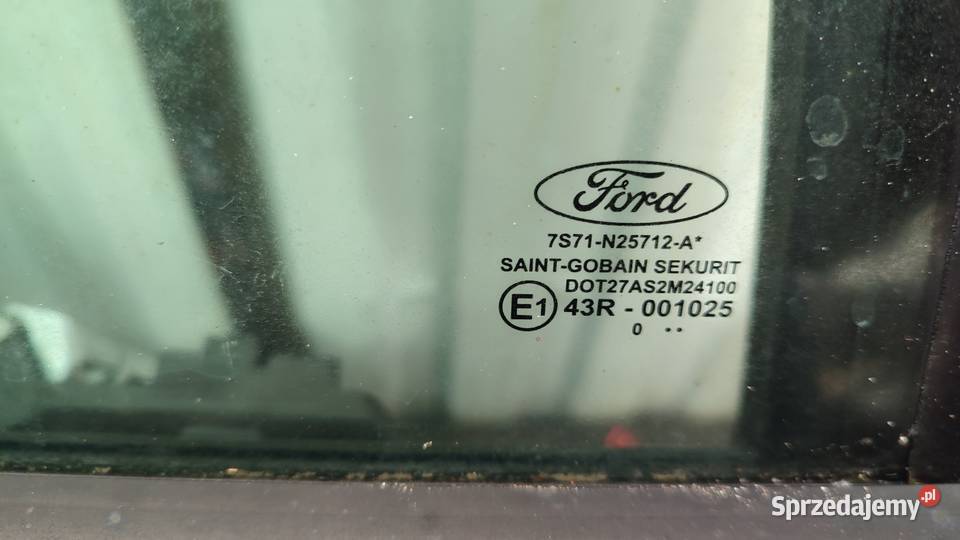 Ford
7S71-N25712-A*
SAINT-GOBAIN SEKURIT
DOT27AS2M24100
E1 43R - 001025
0 ••
Sprzedajemy.pl